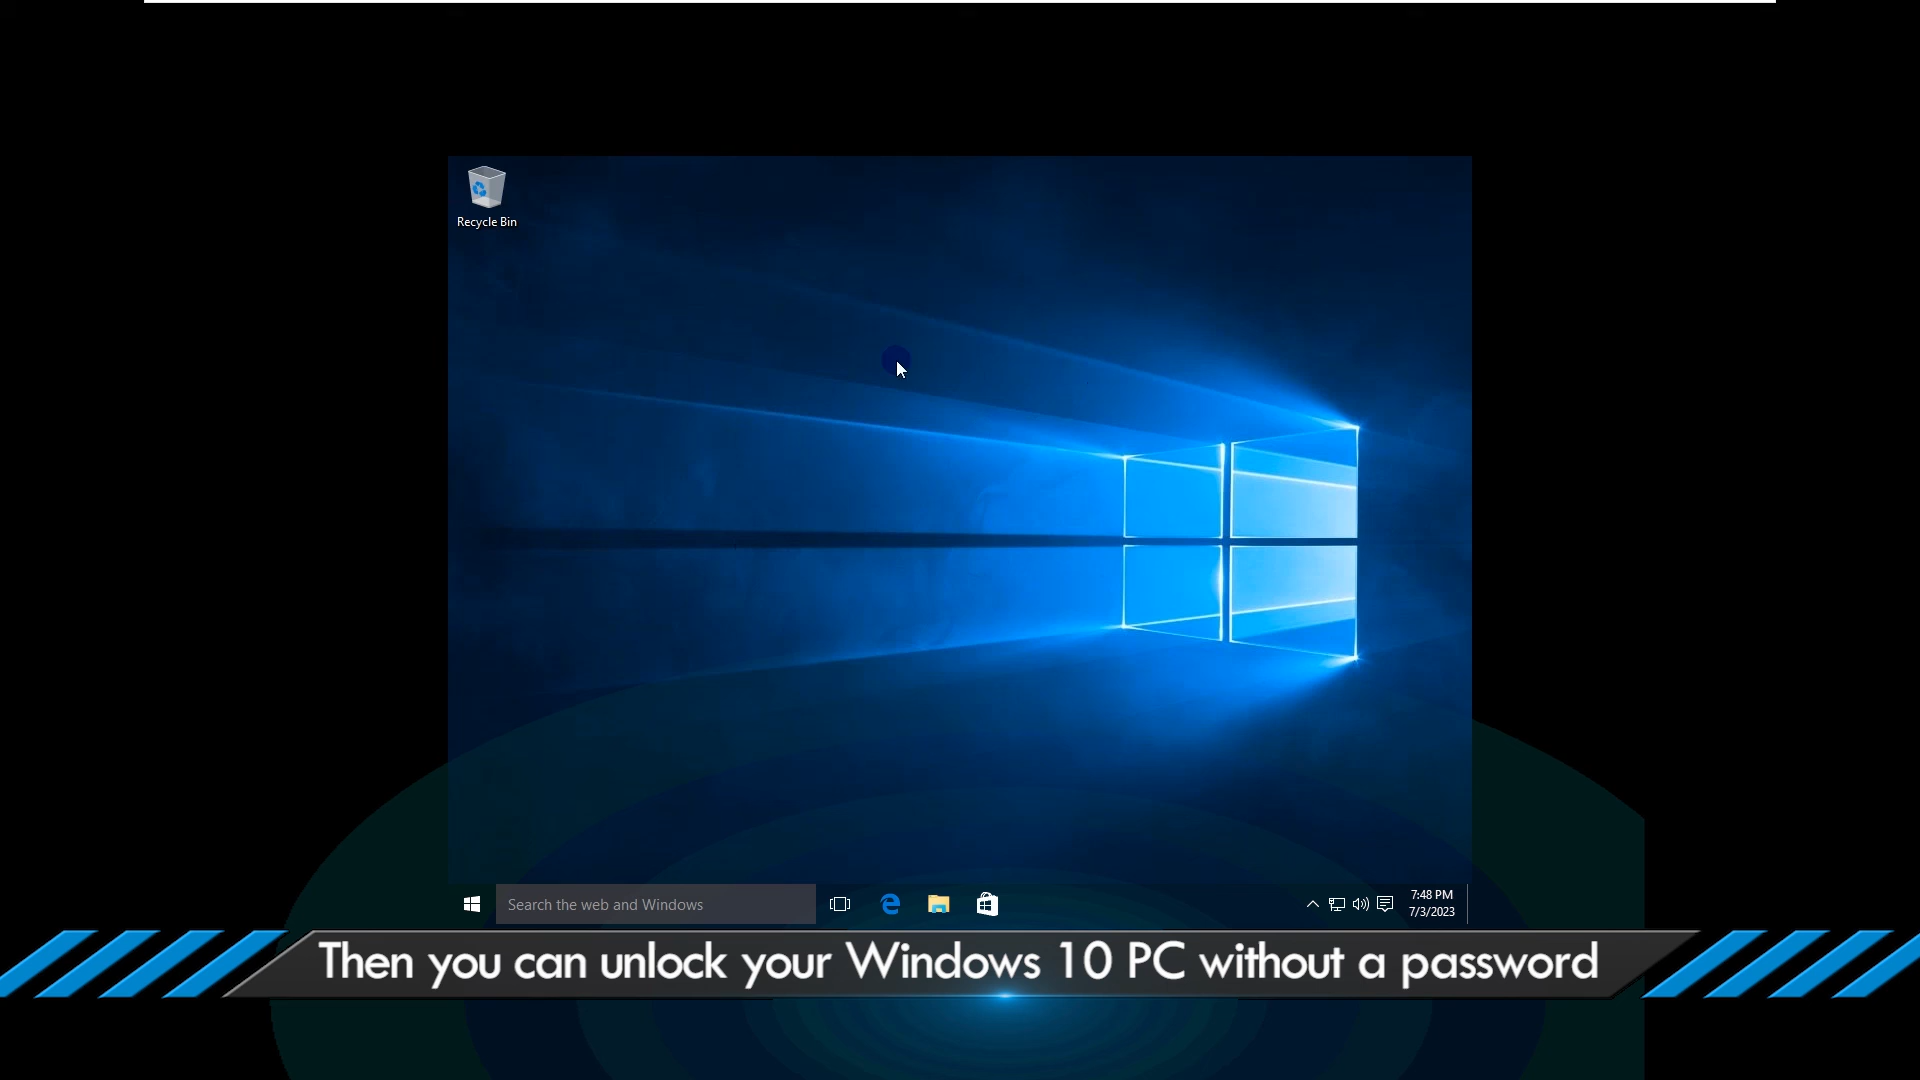 Recycle Bin
Search the web and Windows
7:48 PM
7/3/2023
Then you can unlock your Windows 10 PC without a password